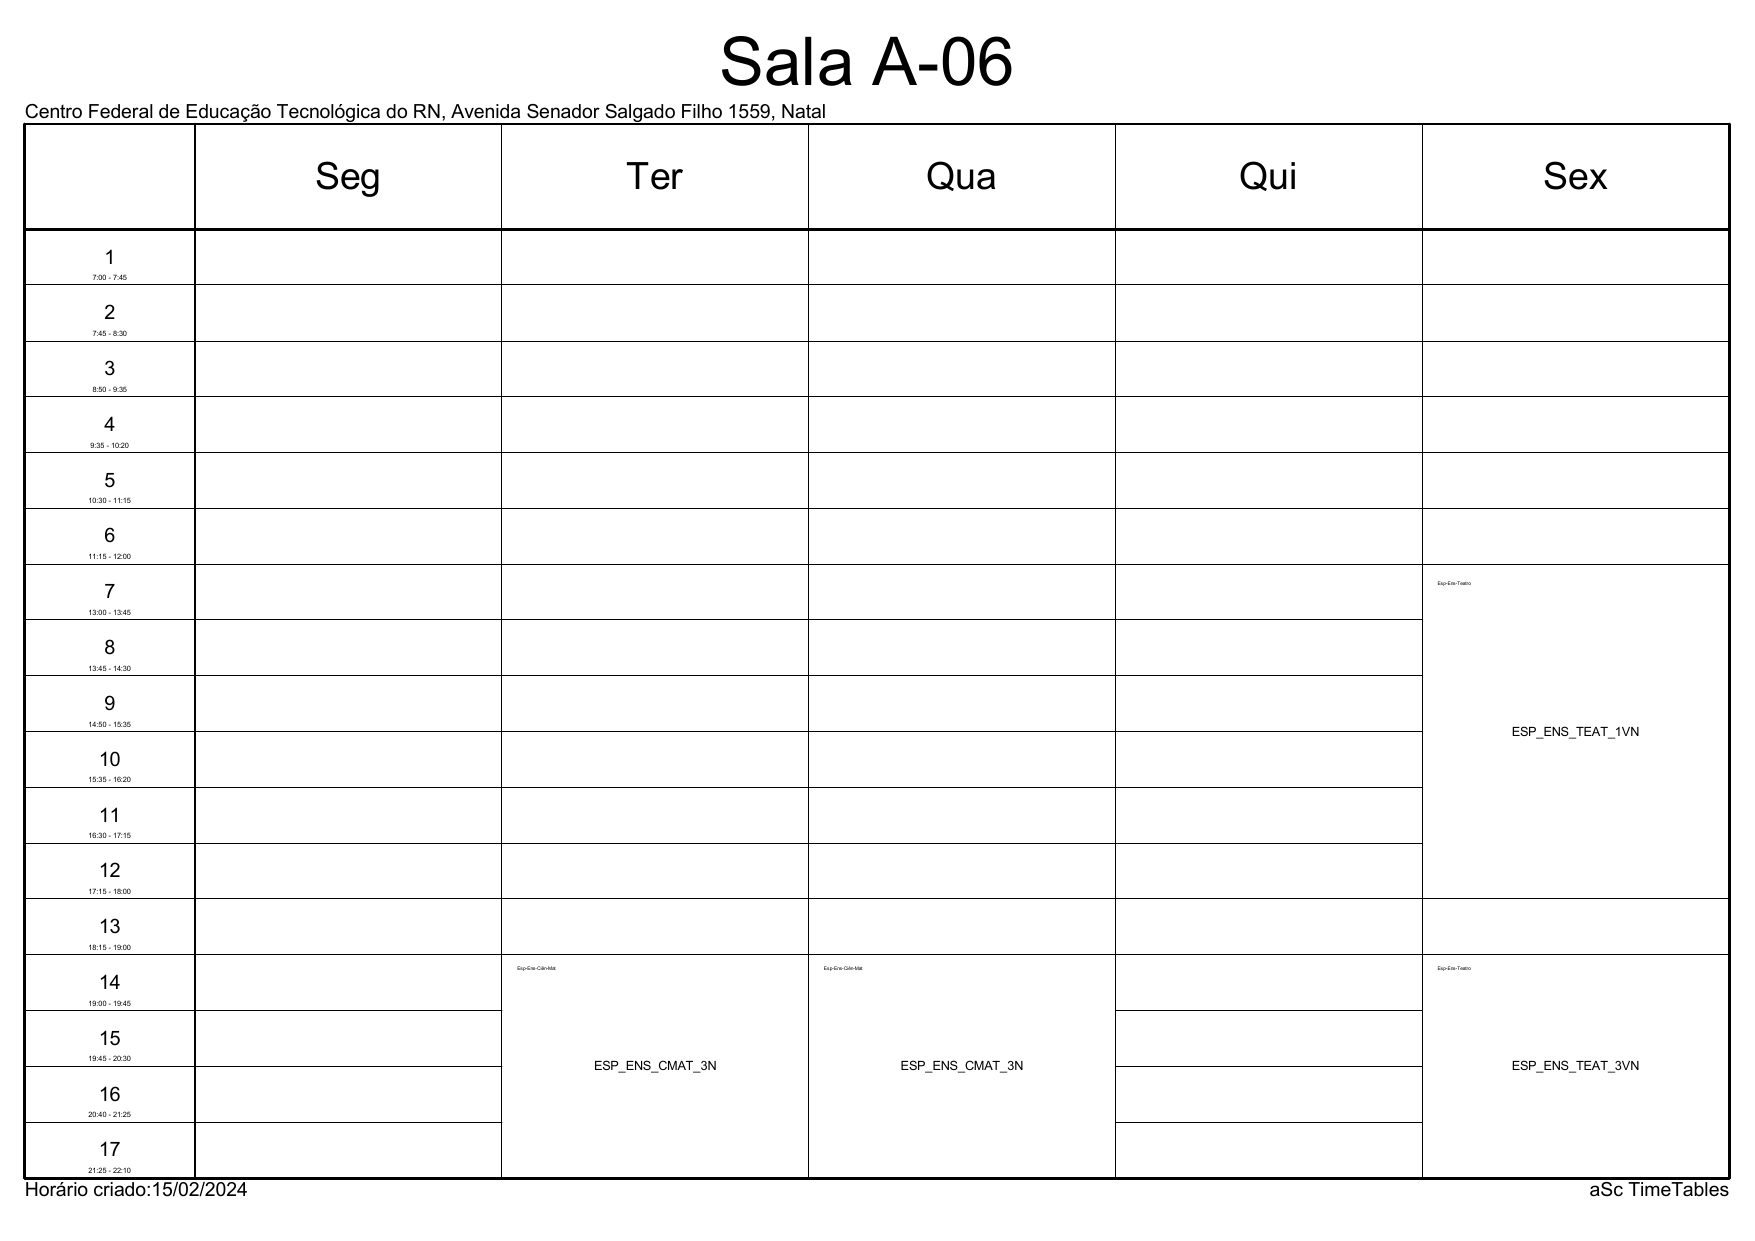 Sala A-06
Centro Federal de Educação Tecnológica do RN, Avenida Senador Salgado Filho 1559, Natal
Seg Ter Qua Qui Sex
1
7:00 - 7:45
2
7:45 - 8:30
3
8:50 - 9:35
4
9:35 - 10:20
5
10:30 - 11:15
6
11:15 - 12:00
7
13:00 - 13:45
Esp-Ens-Teatro
8
13:45 - 14:30
9
14:50 - 15:35
ESP_ENS_TEAT_1VN
10
15:35 - 16:20
11
16:30 - 17:15
12
17:15 - 18:00
13
18:15 - 19:00
Esp-Ens-Ciên-Mat Esp-Ens-Ciên-Mat Esp-Ens-Teatro
14
19:00 - 19:45
15
19:45 - 20:30
ESP_ENS_CMAT_3N ESP_ENS_CMAT_3N ESP_ENS_TEAT_3VN
16
20:40 - 21:25
17
21:25 - 22:10
Horário criado:15/02/2024 aSc TimeTables